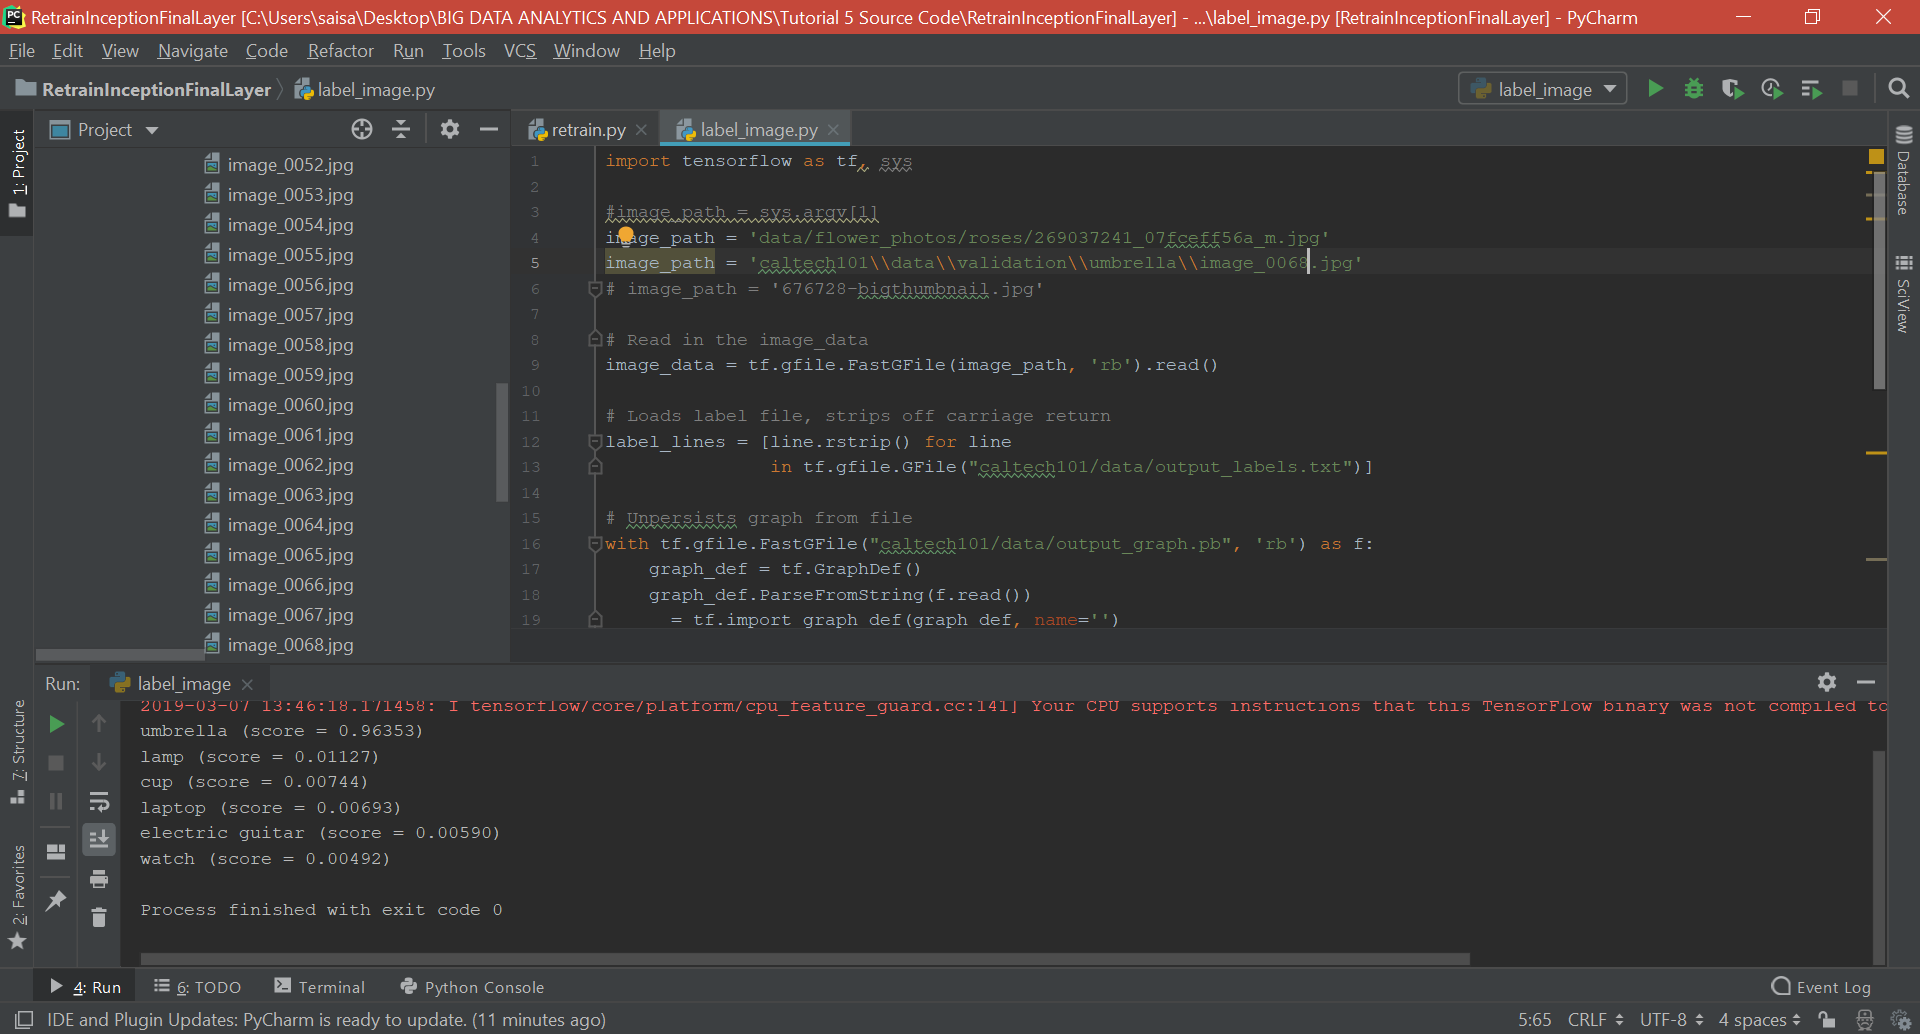 RetrainInceptionFinalLayer [C:\Users\saisa\Desktop\BIG DATA ANALYTICS AND APPLICATIONS\Tutorial 5 Source Code\RetrainInceptionFinalLayer] - ...\label_image.py [RetrainInceptionFinalLayer] - PyCharm
File Edit View Navigate Code Refactor Run Tools VCS Window Help
RetrainInceptionFinalLayer label_image.py
label_image
1: Project
Project
image_0052.jpg
image_0053.jpg
image_0054.jpg
image_0055.jpg
image_0056.jpg
image_0057.jpg
image_0058.jpg
image_0059.jpg
image_0060.jpg
image_0061.jpg
image_0062.jpg
image_0063.jpg
image_0064.jpg
image_0065.jpg
image_0066.jpg
image_0067.jpg
image_0068.jpg
retrain.py label_image.py
1 import tensorflow as tf, sys
2
3 #image_path = sys.argv[1]
4 image_path = 'data/flower_photos/roses/269037241_07fceff56a_m.jpg'
5 image_path = 'caltech101\\data\\validation\\umbrella\\image_0068.jpg'
6 # image_path = '676728-bigthumbnail.jpg'
7
8 # Read in the image_data
9 image_data = tf.gfile.FastGFile(image_path, 'rb').read()
10
11 # Loads label file, strips off carriage return
12 label_lines = [line.rstrip() for line
13 in tf.gfile.GFile("caltech101/data/output_labels.txt")]
14
15 # Unpersists graph from file
16 with tf.gfile.FastGFile("caltech101/data/output_graph.pb", 'rb') as f:
17 graph_def = tf.GraphDef()
18 graph_def.ParseFromString(f.read())
19 = tf.import graph def(graph def, name='')
Database
SciView
Run: label_image
2019-03-07 13:46:18.171458: I tensorflow/core/platform/cpu_feature_guard.cc:141] Your CPU supports instructions that this TensorFlow binary was not compiled to
umbrella (score = 0.96353)
lamp (score = 0.01127)
cup (score = 0.00744)
laptop (score = 0.00693)
electric guitar (score = 0.00590)
watch (score = 0.00492)
Process finished with exit code 0
7: Structure
2: Favorites
4: Run 6: TODO Terminal Python Console Event Log
IDE and Plugin Updates: PyCharm is ready to update. (11 minutes ago) 5:65 CRLF UTF-8 4 spaces